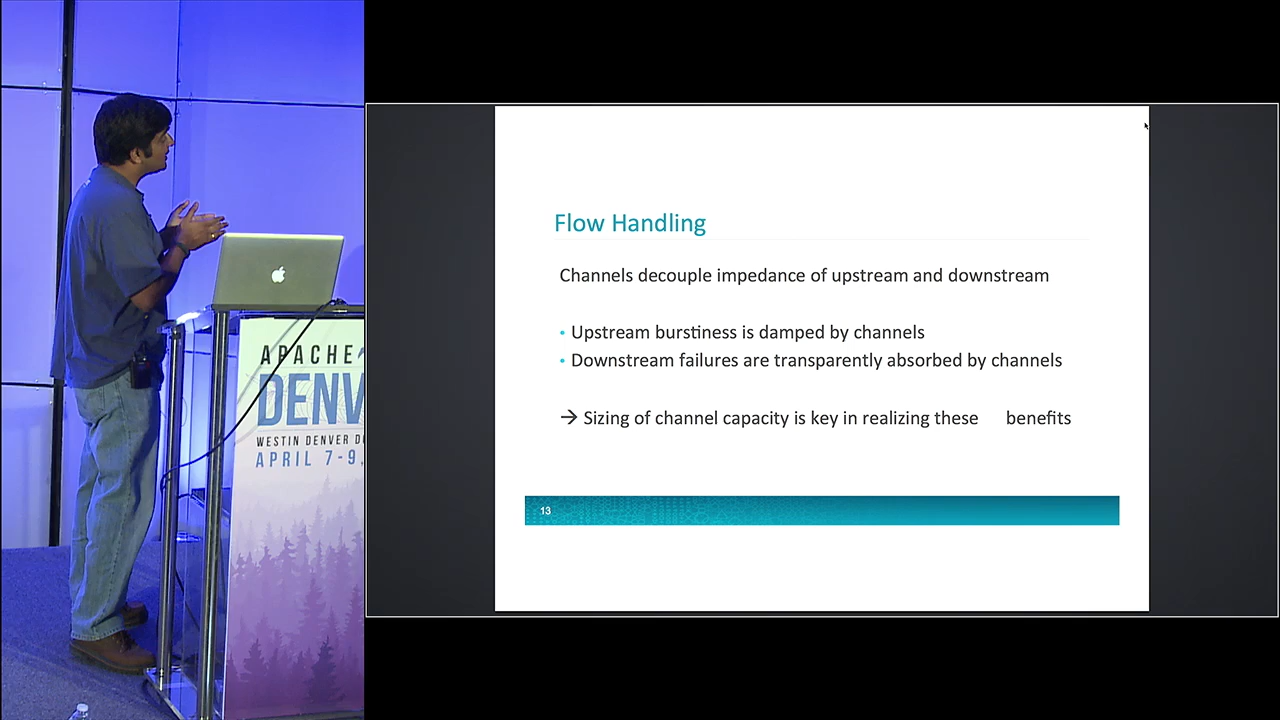 APACHE
DENV
WESTIN DENVER D
APRIL 7-9,
Flow Handling
Channels decouple impedance of upstream and downstream
• Upstream burstiness is damped by channels
• Downstream failures are transparently absorbed by channels
→ Sizing of channel capacity is key in realizing these benefits
13